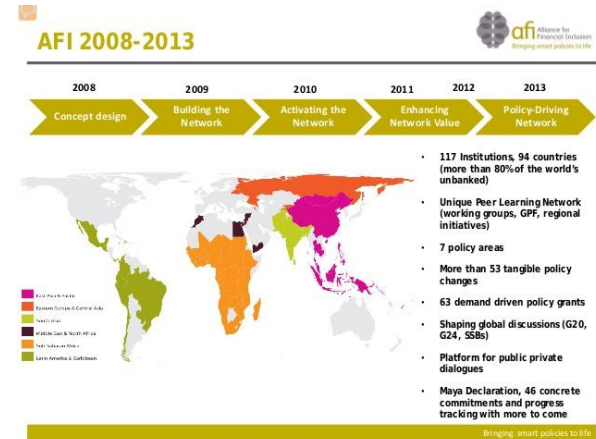 AFI 2008-2013
afi Alliance for
Financial Inclusion
Bringing smart policies to life
2008
2009
2010
2011
2012
2013
Concept design
Building the
Network
Activating the
Network
Enhancing
Network Value
Policy-Driving
Network
• 117 Institutions, 94 countries
(more than 80% of the world's
unbanked)
• Unique Peer Learning Network
(working groups, GPF, regional
initiatives)
• 7 policy areas
• More than 53 tangible policy
changes
• 63 demand driven policy grants
• Shaping global discussions (G20,
G24, SSBs)
• Platform for public private
dialogues
• Maya Declaration, 46 concrete
commitments and progress
tracking with more to come
Eastern Europe & Central Asia
South Asia
Middle East & North Africa
Sub-Saharan Africa
Latin America & Caribbean
Bringing smart policies to life